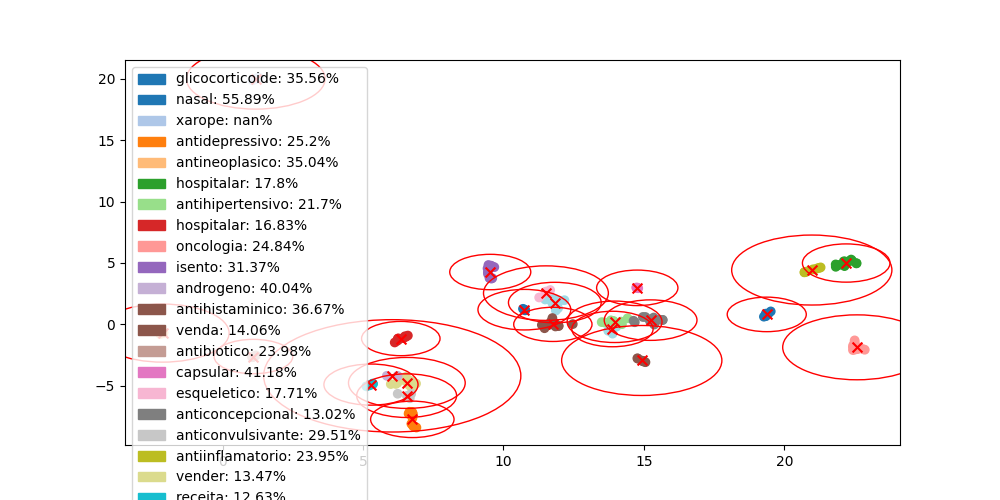 glicocorticode: 35.56%
nasal: 55.89%
xarope: nan%
antidepressivo: 25.2%
antineoplasico: 35.04%
hospitalar: 17.8%
antihipertensivo: 21.7%
hospitalar: 16.83%
oncologia: 24.84%
isento: 31.37%
androgeno: 40.04%
antihistaminico: 36.67%
venda: 14.06%
antibiotico: 23.98%
capsular: 41.18%
esqueletico: 17.71%
anticoncepcional: 13.02%
anticonvulsivante: 29.51%
antiinflamatorio: 23.95%
vender: 13.47%
receita: 12.63%
20
15
10
5
0
−5
0
5
10
15
20